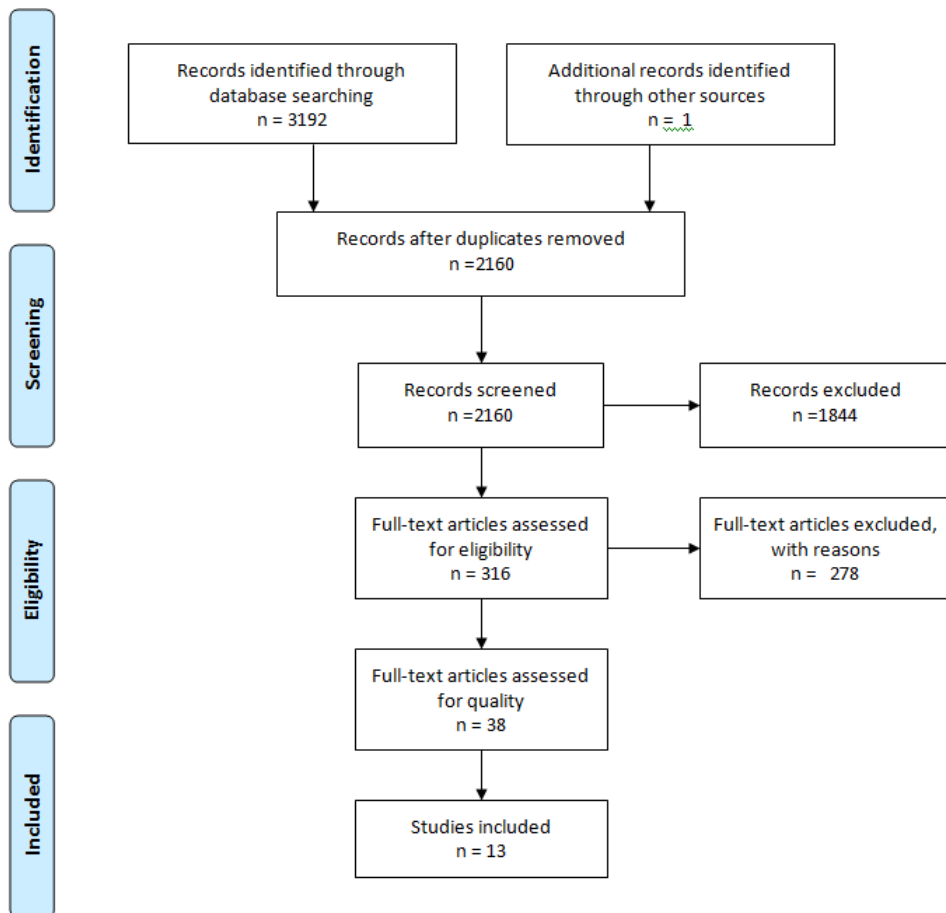 Identification
Records identified through
database searching
n = 3192
Additional records identified
through other sources
n = 1
Records after duplicates removed
n =2160
Screening
Records screened
n =2160
Records excluded
n =1844
Eligibility
Full-text articles assessed
for eligibility
n = 316
Full-text articles excluded,
with reasons
n = 278
Full-text articles assessed
for quality
n = 38
Included
Studies included
n = 13